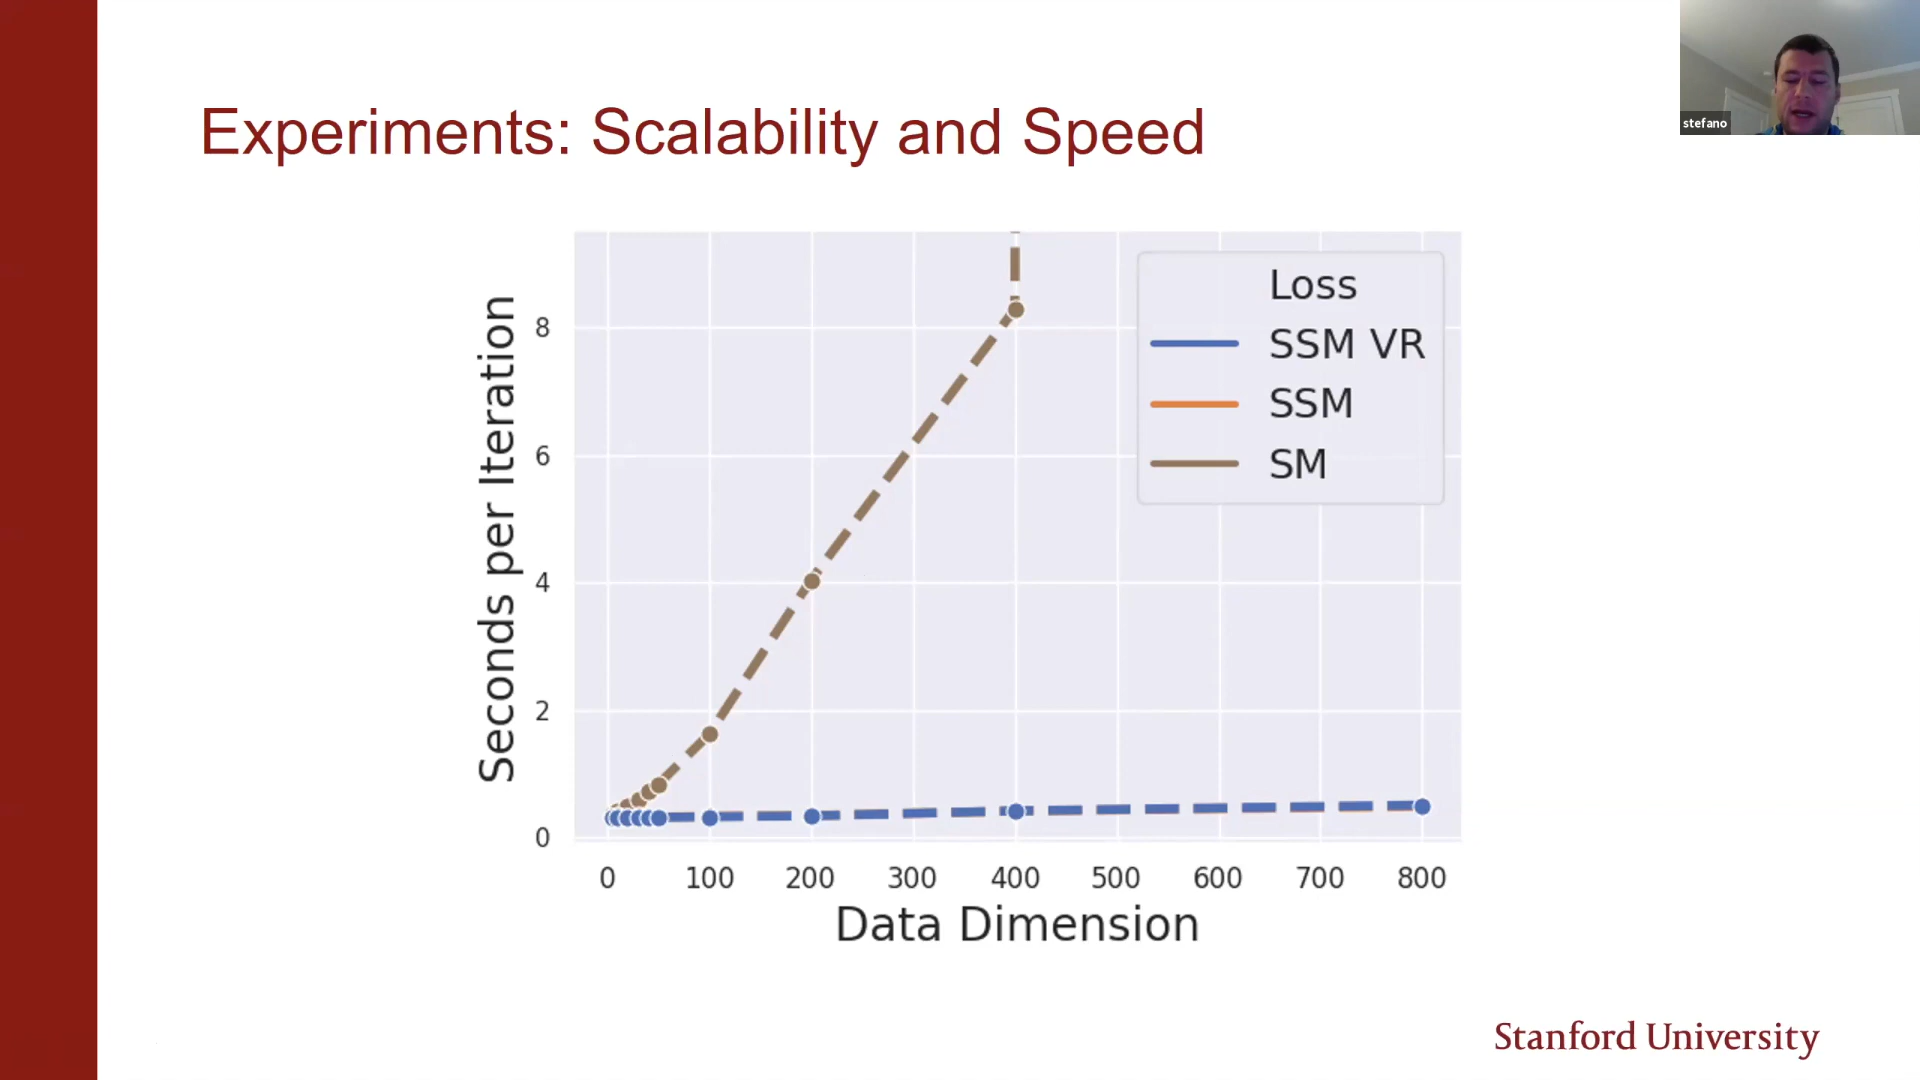 Experiments: Scalability and Speed
stefano
Seconds per Iteration
8
6
4
2
0
Loss
SSM VR
SSM
SM
0 100 200 300 400 500 600 700 800
Data Dimension
Stanford University